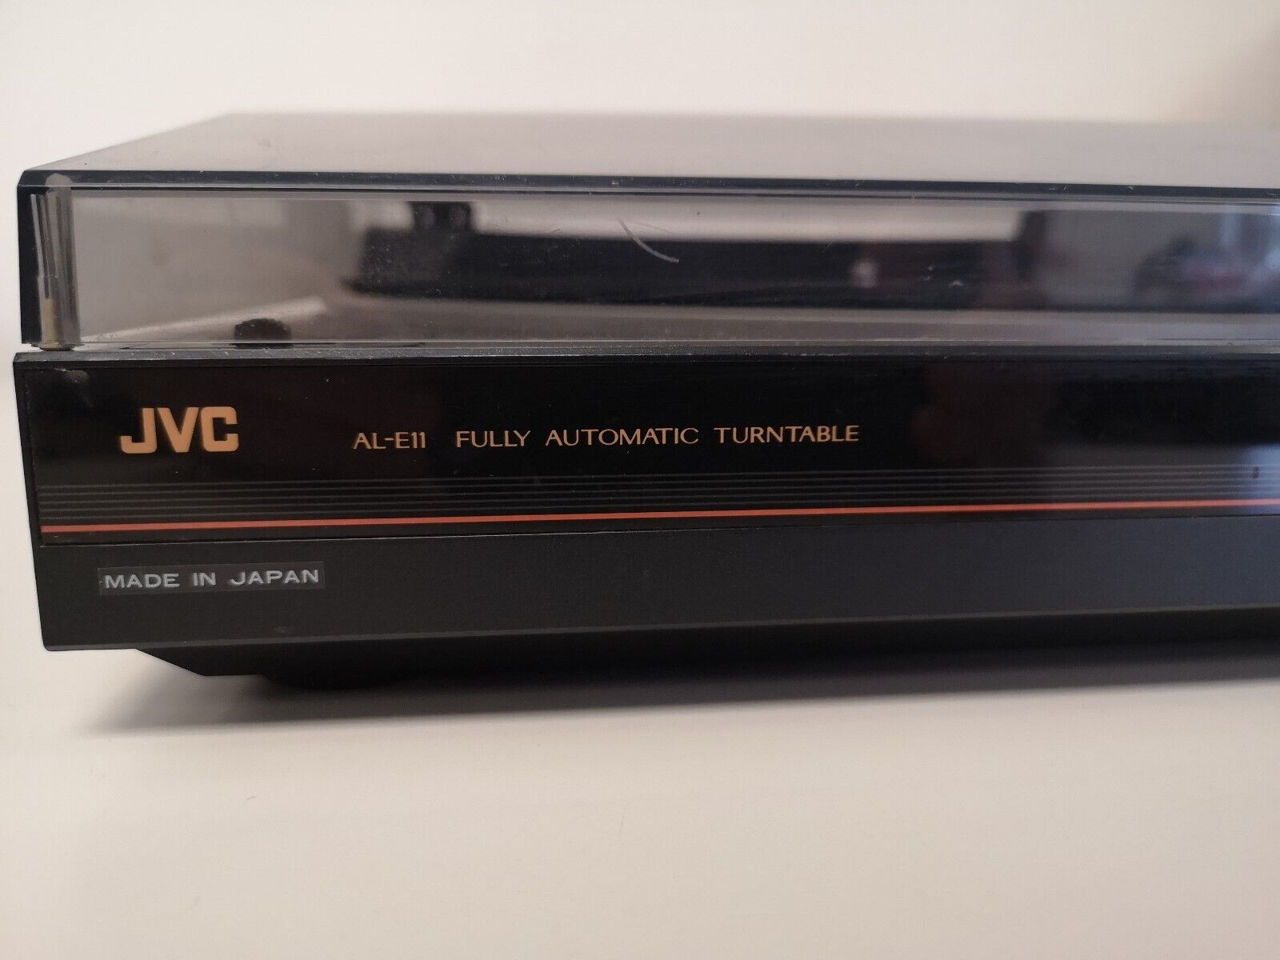 JVC AL-E11 FULLY AUTOMATIC TURNTABLE
MADE IN JAPAN